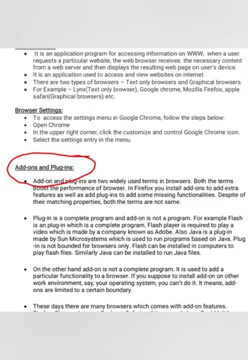 • It is an application program for accessing information on WWW, when a user
requests a particular website, the web browser receives the necessary content
from a web server and then displays the resulting web page on user's device.
• It is an application used to access and view websites on internet.
• There are two types of browsers – Text only Browsers and Graphical browsers.
• For Example – Lynx(Text only browser), Google chrome, Mozilla Firefox, apple
safari(Graphical browsers) etc.
Browser Settings:
• To access the settings menu in Google Chrome, follow the steps below:
• Open Chrome
• In the upper right corner, click the customize and control Google Chrome icon.
• Select the settings entry in the menu.
Add-ons and Plug-ins:
• Add-on and plug-ins are two widely used terms in browsers. Both the terms
boost the performance of browser. In Firefox you install add-ons to add extra
features as well as add plug-ins to add some missing functionalities. Despite of
their matching properties, both the terms are not same.
• Plug-in is a complete program and add-on is not a program. For example Flash
is an plug-in which is a complete program. Flash player is required to play a
video which is made by a company known as Adobe. Also Java is a plug-in
made by Sun Microsystems which is used to run programs based on Java. Plug
-in is not bounded for browsers only. Flash can be installed in computers to
play flash files. Similarly Java can be installed to run Java files.
• On the other hand add-on is not a complete program. It is used to add a
particular functionality to a browser. If you suppose to install add-on on other
work environment, say, your operating system, you can't do it. It means, add-
ons are limited to a certain boundary.
• These days there are many browsers which comes with add-on features.